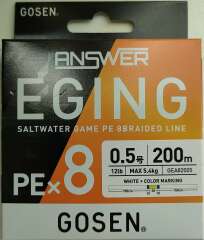 GOSEN.
ANSWER
EGING
SALTWATER GAME PE 8BRAIDED LINE
PE×8
0.5号 200m
12lb MAX 5.4kg GEA82005
WHITE + COLOR MARKING
GOSEN.